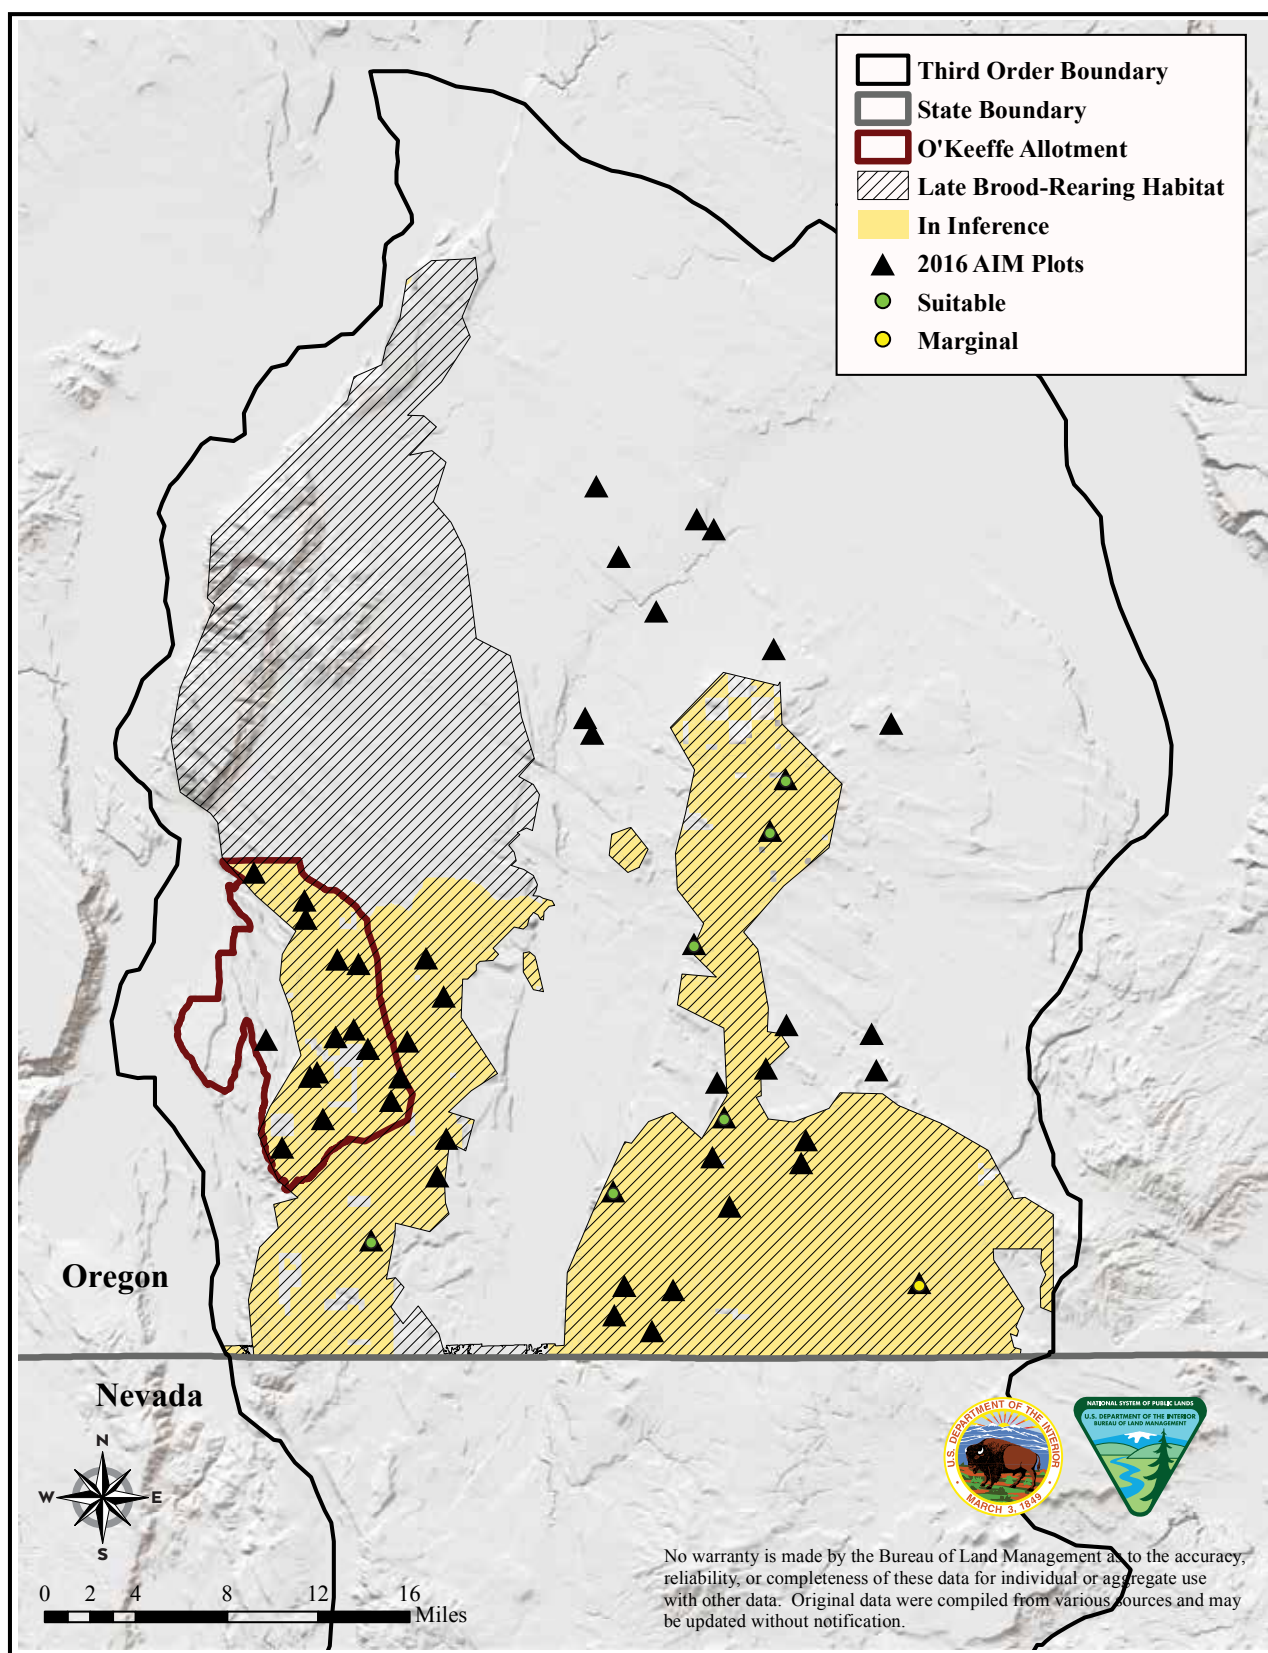 Third Order Boundary
State Boundary
O'Keeffe Allotment
Late Brood-Rearing Habitat
In Inference
2016 AIM Plots
Suitable
Marginal
Oregon
Nevada
N
W
E
S
0 2 4 8 12 16
Miles
U.S. DEPARTMENT OF THE INTERIOR
MARCH 3, 1849
NATIONAL SYSTEM OF PUBLIC LANDS
U.S. DEPARTMENT OF THE INTERIOR
BUREAU OF LAND MANAGEMENT
No warranty is made by the Bureau of Land Management as to the accuracy,
reliability, or completeness of these data for individual or aggregate use
with other data. Original data were compiled from various sources and may
be updated without notification.